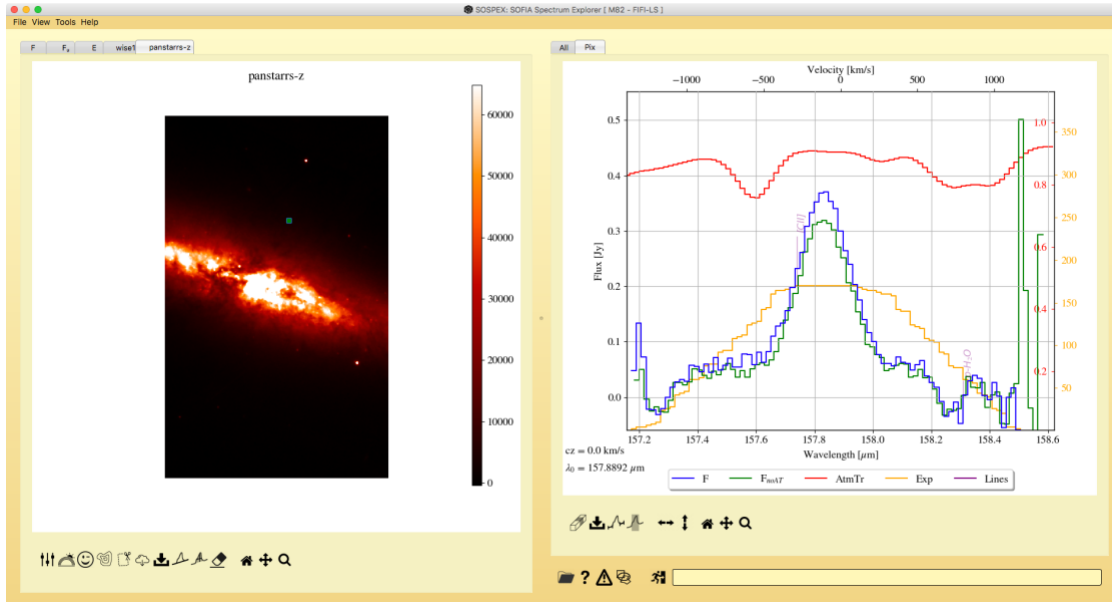 SOSPEX: SOFIA Spectrum Explorer [ M82 - FIFI-LS ]
File View Tools Help
F Fₓ E wise1 panstarrs-z
panstarrs-z
60000
50000
40000
30000
20000
10000
0
All Pix
Velocity [km/s]
−1000 −500 0 500 1000
Flux [Jy]
0.5
0.4
0.3
0.2
0.1
0.0
1.0
0.8
0.6
0.4
0.2
350
300
250
200
150
100
50
[CII]
157.2 157.4 157.6 157.8 158.0 158.2 158.4 158.6
Wavelength [μm]
cz = 0.0 km/s
λ₀ = 157.8892 μm
F FnoAT AtmTr Exp Lines